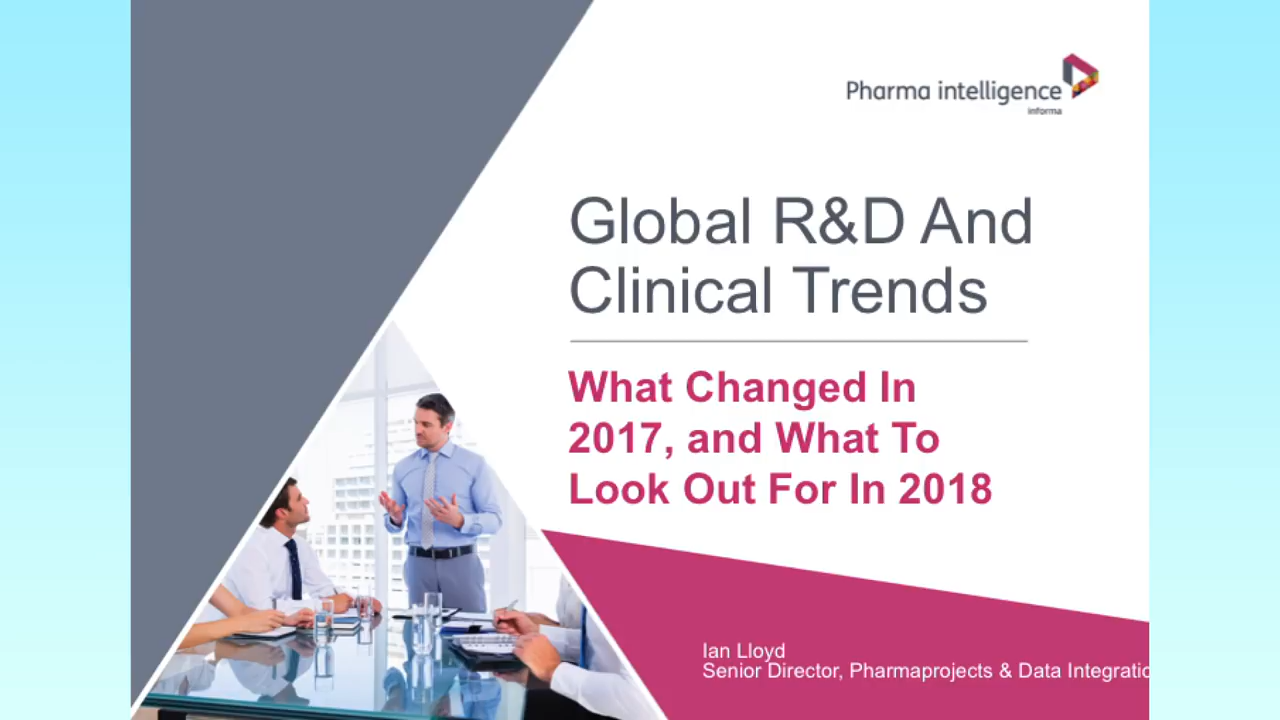 Pharma intelligence
informa
Global R&D And
Clinical Trends
What Changed In
2017, and What To
Look Out For In 2018
Ian Lloyd
Senior Director, Pharmaprojects & Data Integratio